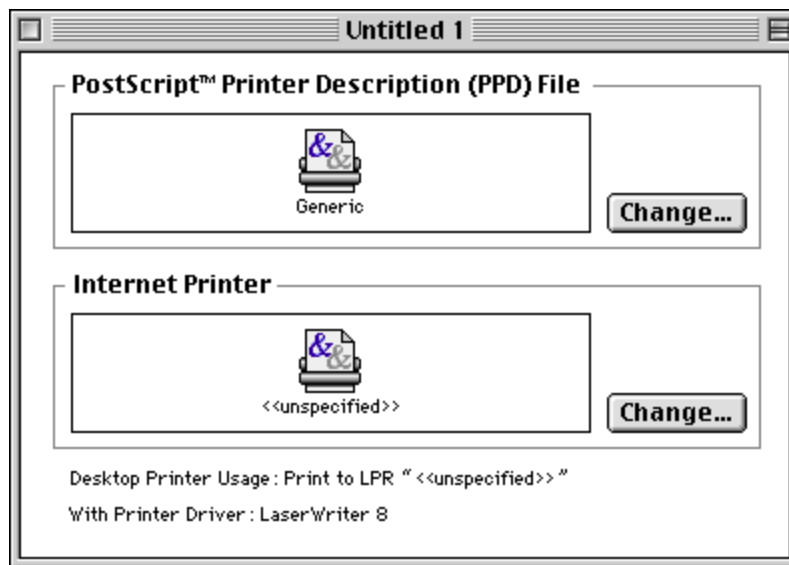 Untitled 1
PostScript™ Printer Description (PPD) File
&&
Generic
Change...
Internet Printer
&&
<<unspecified>>
Change...
Desktop Printer Usage : Print to LPR "<<unspecified>>"
With Printer Driver : LaserWriter 8